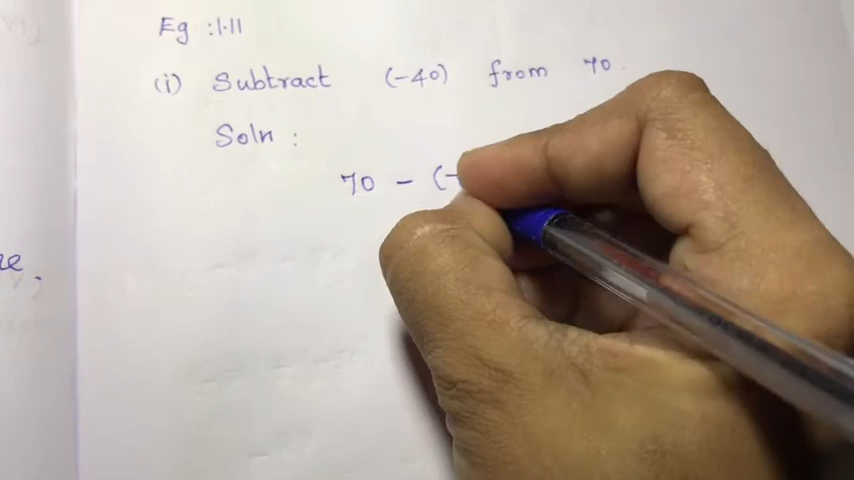 Eg : 1.11
(i) Subtract (-40) from 70.
Soln :
70 - (-